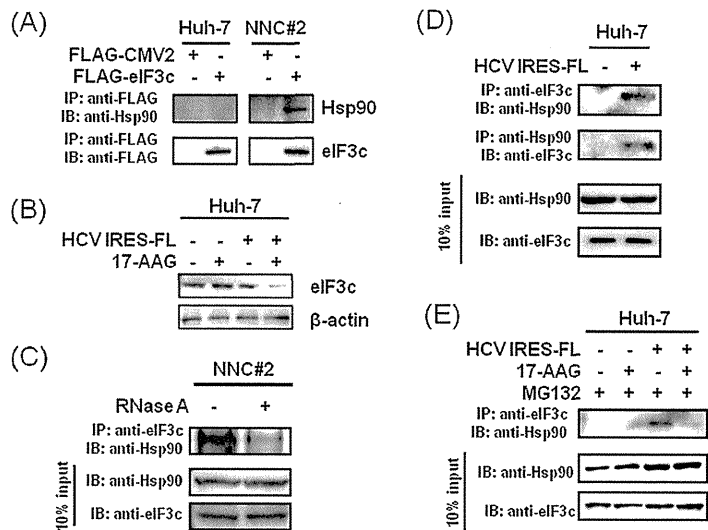 (A)
Huh-7 NNC#2
FLAG-CMV2 + - + -
FLAG-eIF3c - + - +
IP: anti-FLAG
IB: anti-Hsp90
Hsp90
IP: anti-FLAG
IB: anti-FLAG
eIF3c
(B)
Huh-7
HCV IRES-FL - - + +
17-AAG - + - +
eIF3c
β-actin
(C)
NNC#2
RNase A - +
IP: anti-eIF3c
IB: anti-Hsp90
10% input
IB: anti-Hsp90
IB: anti-eIF3c
(D)
Huh-7
HCV IRES-FL - +
IP: anti-eIF3c
IB: anti-Hsp90
IP: anti-Hsp90
IB: anti-eIF3c
10% input
IB: anti-Hsp90
IB: anti-eIF3c
(E)
Huh-7
HCV IRES-FL - - + +
17-AAG - + - +
MG132 + + + +
IP: anti-eIF3c
IB: anti-Hsp90
10% input
IB: anti-Hsp90
IB: anti-eIF3c